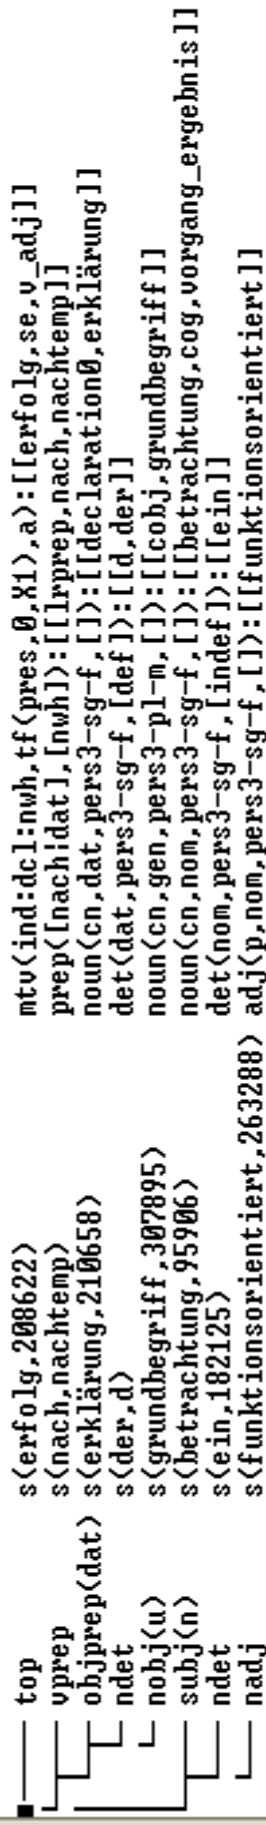 top s(erfolg,208622) mtv(ind:dcl:nwh,tf(pres,0,X1),a):[[erfolg,se,v_adj]]
vprep s(nach,nachtemp) prep([nach|dat],[nwh]):[[lrprep,nach,nachtemp]]
objprep(dat) s(erklärung,210658) noun(cn,dat,pers3-sg-f,[]):[[declaration0,erklärung]]
ndet s(der,d) det(dat,pers3-sg-f,[def]):[[d,der]]
nobj(u) s(grundbegriff,307895) noun(cn,gen,pers3-pl-m,[]):[[cobj,grundbegriff]]
subj(n) s(betrachtung,95906) noun(cn,nom,pers3-sg-f,[]):[[betrachtung,cog,vorgang_ergebnis]]
ndet s(ein,182125) det(nom,pers3-sg-f,[indef]):[[ein]]
nadj s(funktionsorientiert,263288) adj(p,nom,pers3-sg-f,[]):[[funktionsorientiert]]